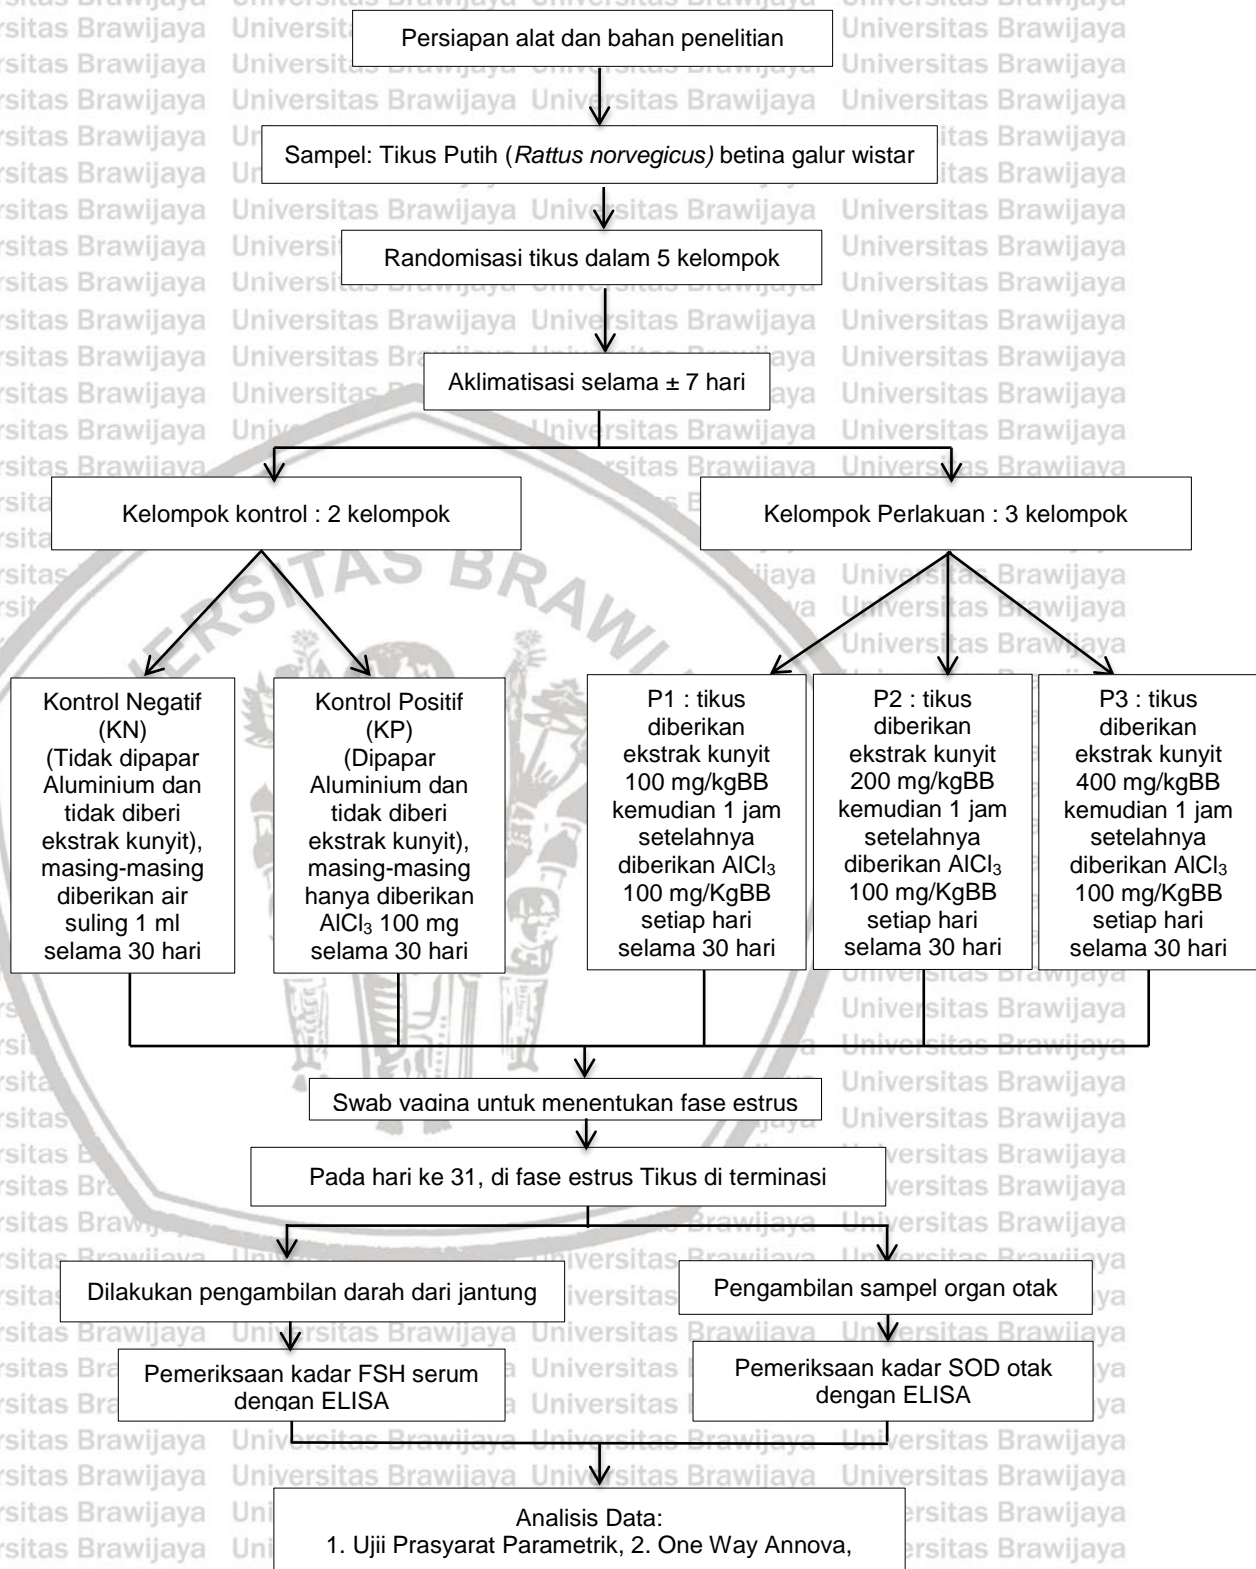 Persiapan alat dan bahan penelitian
Sampel: Tikus Putih (Rattus norvegicus) betina galur wistar
Randomisasi tikus dalam 5 kelompok
Aklimatisasi selama ± 7 hari
Kelompok kontrol : 2 kelompok
Kelompok Perlakuan : 3 kelompok
Kontrol Negatif
(KN)
(Tidak dipapar
Aluminium dan
tidak diberi
ekstrak kunyit),
masing-masing
diberikan air
suling 1 ml
selama 30 hari
Kontrol Positif
(KP)
(Dipapar
Aluminium dan
tidak diberi
ekstrak kunyit),
masing-masing
hanya diberikan
AlCl₃ 100 mg
selama 30 hari
P1 : tikus
diberikan
ekstrak kunyit
100 mg/kgBB
kemudian 1 jam
setelahnya
diberikan AlCl₃
100 mg/KgBB
setiap hari
selama 30 hari
P2 : tikus
diberikan
ekstrak kunyit
200 mg/kgBB
kemudian 1 jam
setelahnya
diberikan AlCl₃
100 mg/KgBB
setiap hari
selama 30 hari
P3 : tikus
diberikan
ekstrak kunyit
400 mg/kgBB
kemudian 1 jam
setelahnya
diberikan AlCl₃
100 mg/KgBB
setiap hari
selama 30 hari
Swab vagina untuk menentukan fase estrus
Pada hari ke 31, di fase estrus Tikus di terminasi
Dilakukan pengambilan darah dari jantung
Pengambilan sampel organ otak
Pemeriksaan kadar FSH serum
dengan ELISA
Pemeriksaan kadar SOD otak
dengan ELISA
Analisis Data:
1. Ujii Prasyarat Parametrik, 2. One Way Annova,